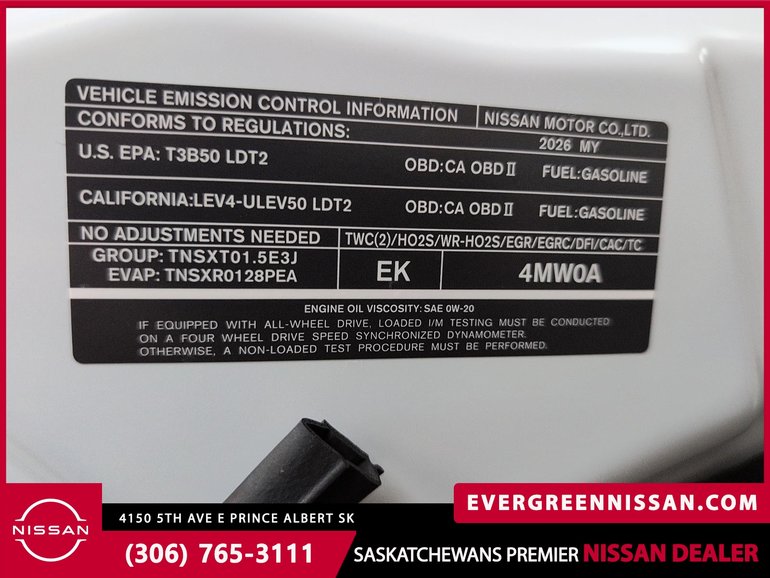 VEHICLE EMISSION CONTROL INFORMATION NISSAN MOTOR CO.,LTD.
CONFORMS TO REGULATIONS: 2026 MY
U.S. EPA: T3B50 LDT2 OBD:CA OBD II FUEL:GASOLINE
CALIFORNIA:LEV4-ULEV50 LDT2 OBD:CA OBD II FUEL:GASOLINE
NO ADJUSTMENTS NEEDED TWC(2)/HO2S/WR-HO2S/EGR/EGRC/DFI/CAC/TC
GROUP: TNSXT01.5E3J
EVAP: TNSXR0128PEA
EK 4MW0A
ENGINE OIL VISCOSITY: SAE 0W-20
IF EQUIPPED WITH ALL-WHEEL DRIVE, LOADED I/M TESTING MUST BE CONDUCTED
ON A FOUR WHEEL DRIVE SPEED SYNCHRONIZED DYNAMOMETER.
OTHERWISE, A NON-LOADED TEST PROCEDURE MUST BE PERFORMED.
NISSAN
4150 5TH AVE E PRINCE ALBERT SK
EVERGREENNISSAN.COM
(306) 765-3111
SASKATCHEWANS PREMIER NISSAN DEALER